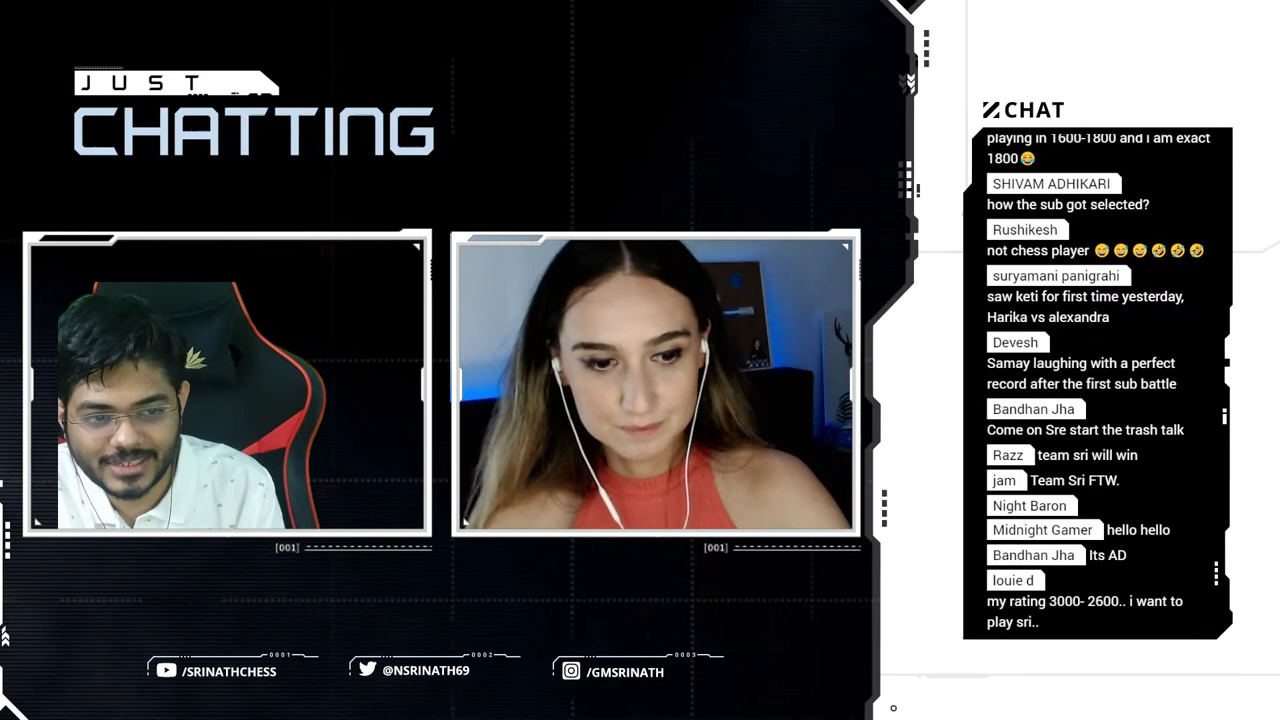 JUST
CHATTING
CHAT
playing in 1600-1800 and i am exact
1800😂
SHIVAM ADHIKARI
how the sub got selected?
Rushikesh
not chess player 😅😅😅🤣🤣🤣
suryamani panigrahi
saw keti for first time yesterday,
Harika vs alexandra
Devesh
Samay laughing with a perfect
record after the first sub battle
Bandhan Jha
Come on Sre start the trash talk
Razz team sri will win
jam Team Sri FTW.
Night Baron
Midnight Gamer hello hello
Bandhan Jha Its AD
louie d
my rating 3000- 2600.. i want to
play sri..
[001]
[001]
0001
0002
0003
/SRINATHCHESS
@NSRINATH69
/GMSRINATH